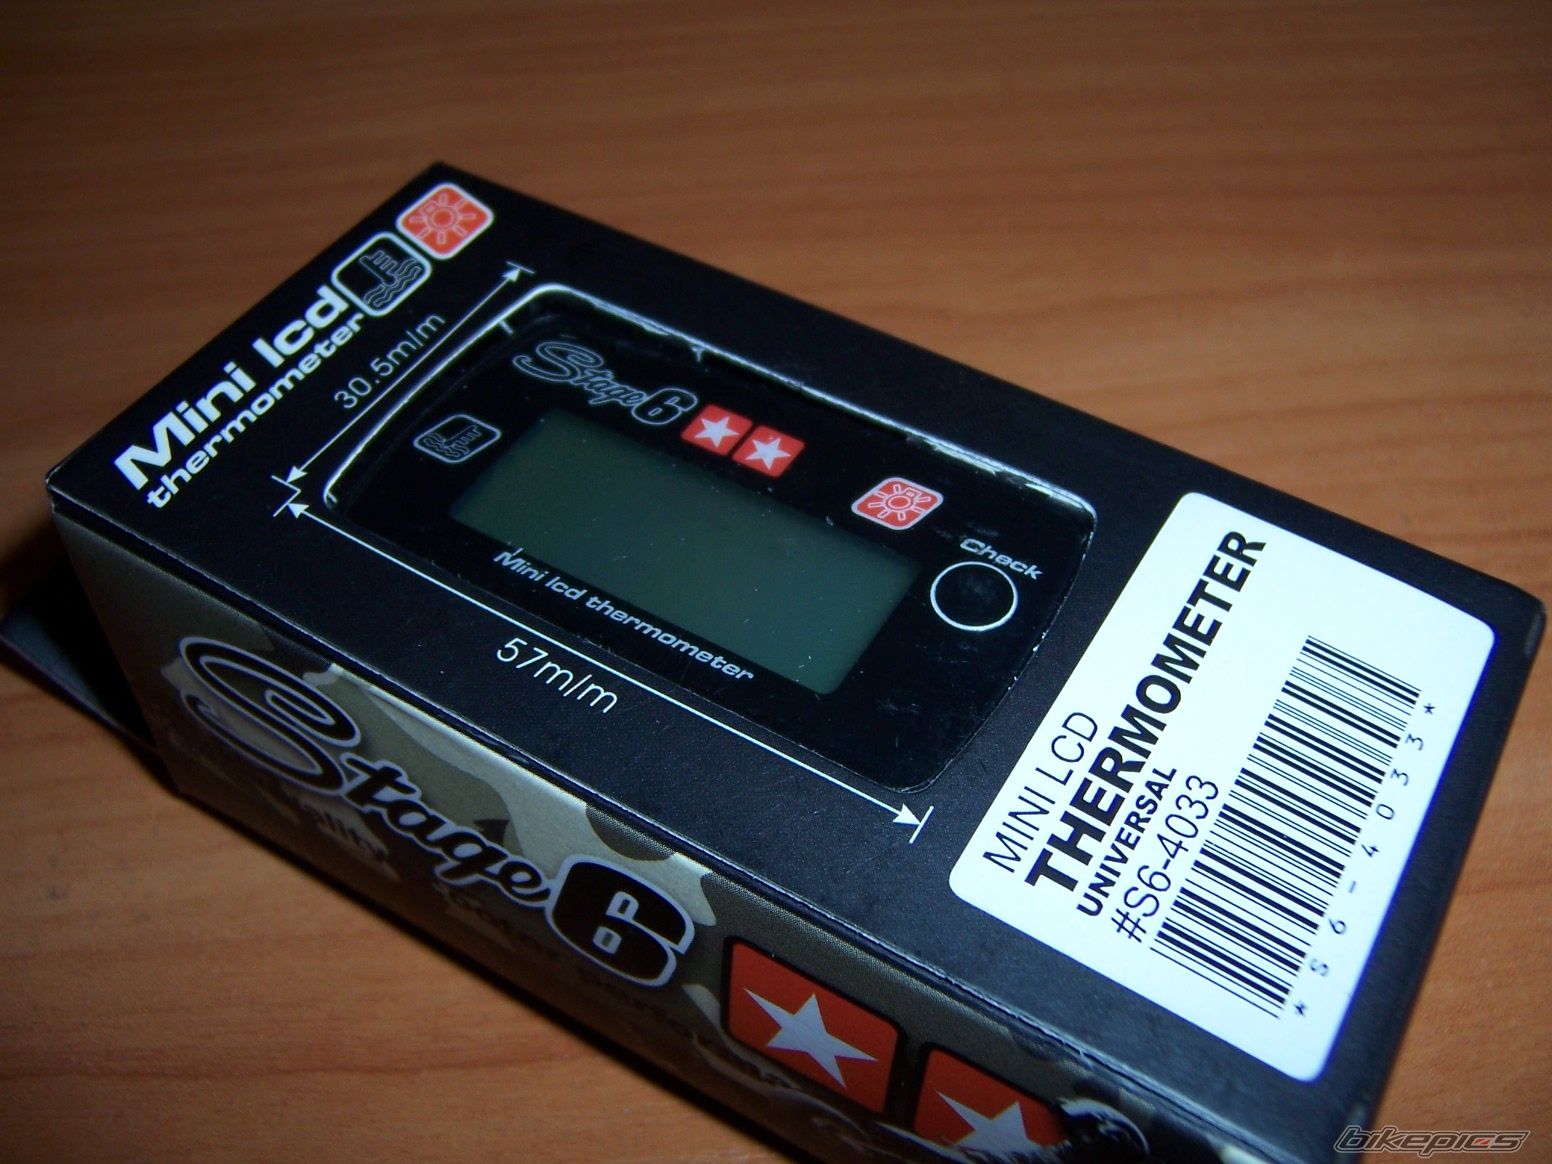 Mini lcd
thermometer
30.5m/m
Stage6
Check
Mini lcd thermometer
57m/m
MINI LCD
THERMOMETER
UNIVERSAL
#S6-4033
*S6-4033*
Stage6
bikepics